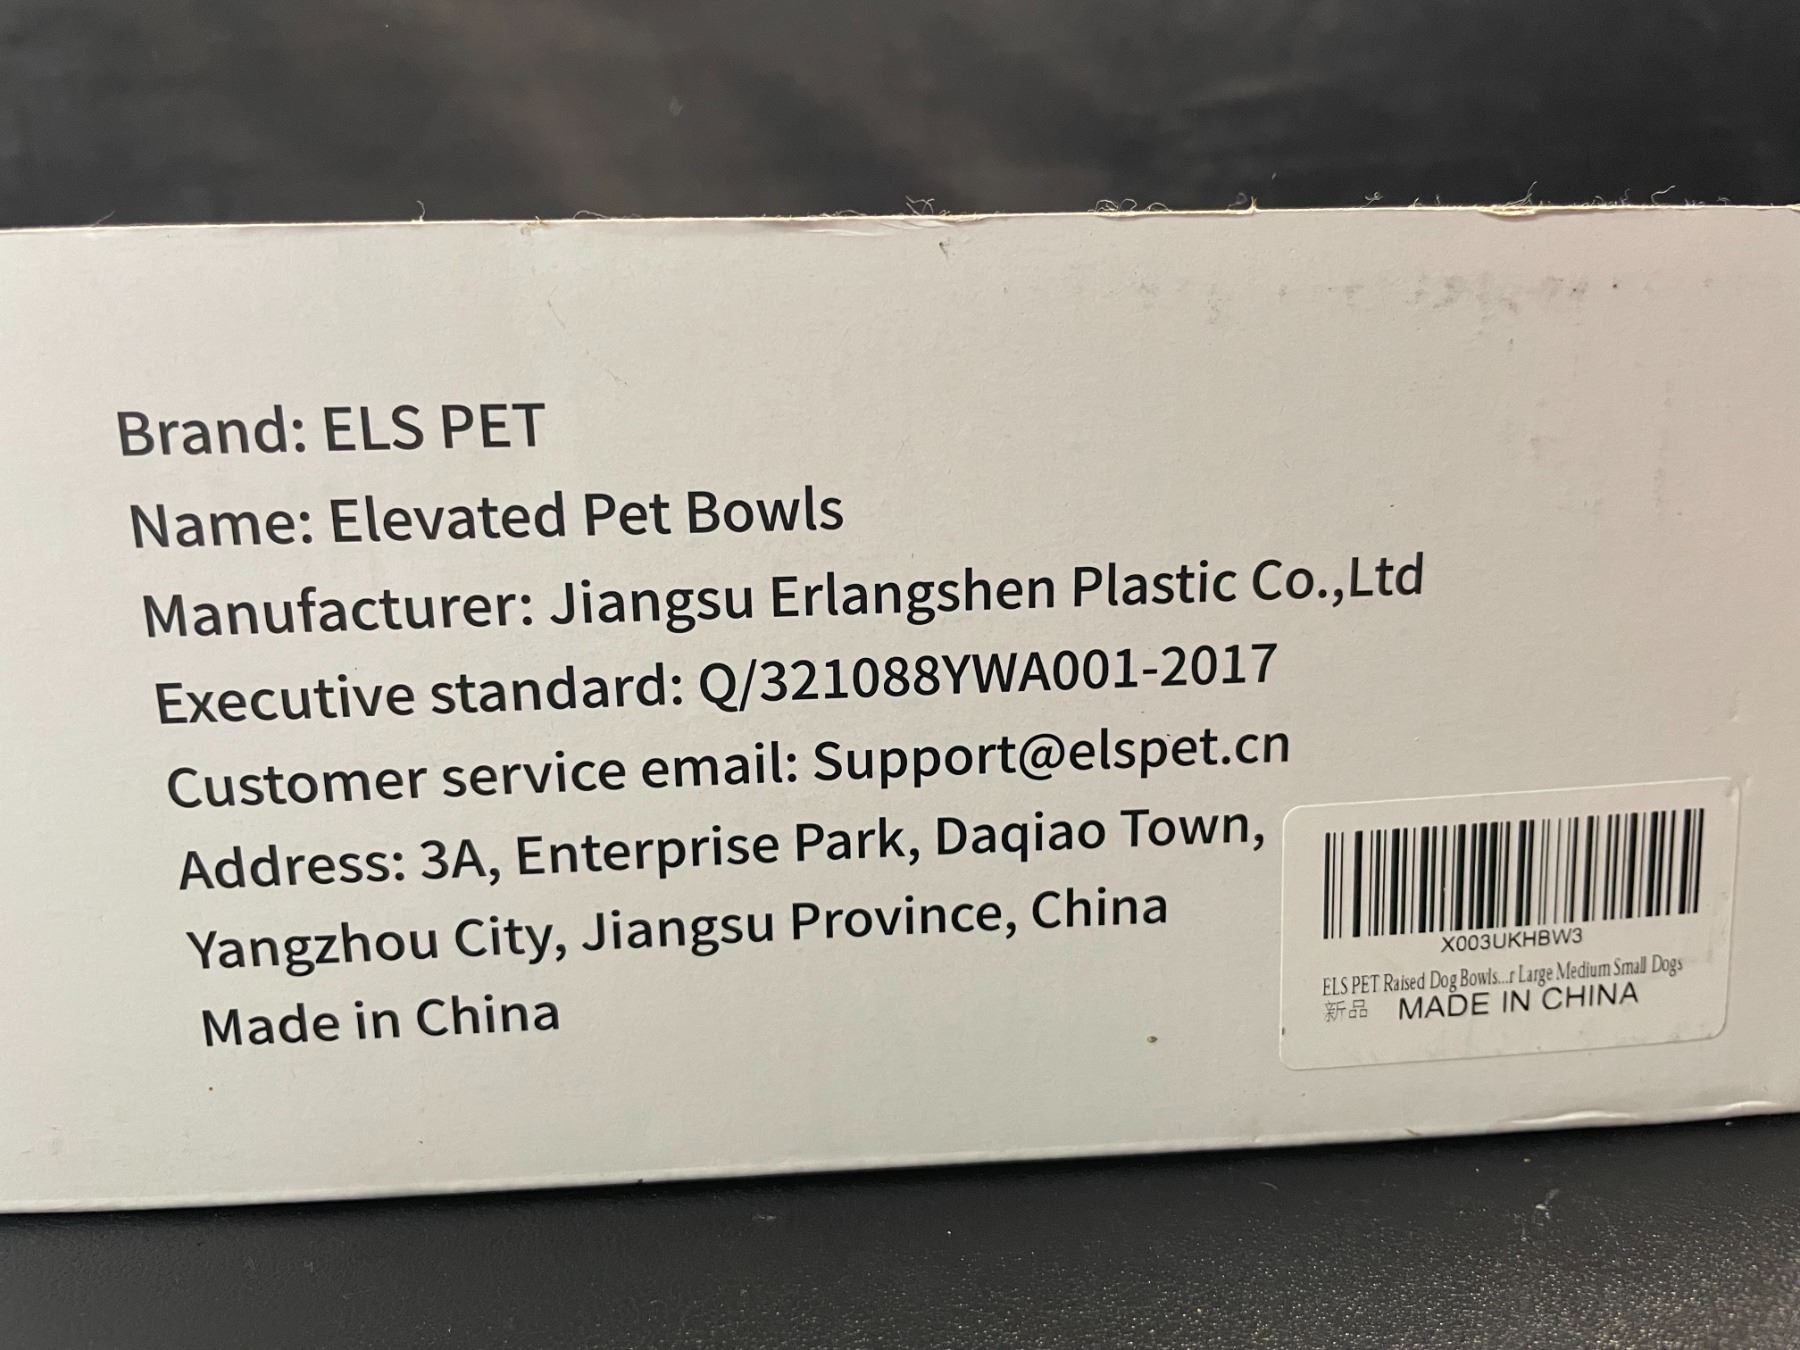 Brand: ELS PET
Name: Elevated Pet Bowls
Manufacturer: Jiangsu Erlangshen Plastic Co.,Ltd
Executive standard: Q/321088YWA001-2017
Customer service email: Support@elspet.cn
Address: 3A, Enterprise Park, Daqiao Town,
Yangzhou City, Jiangsu Province, China
Made in China
X003UKHBW3
ELS PET Raised Dog Bowls...r Large Medium Small Dogs
新品 MADE IN CHINA